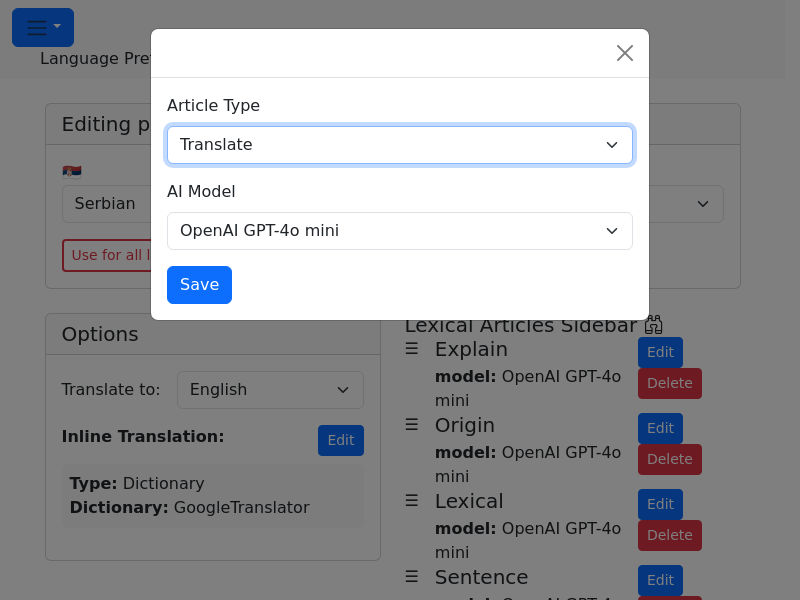 Language Pre
Article Type
Translate
AI Model
OpenAI GPT-4o mini
Save
Editing p
Serbian
Use for all l
Options
Translate to:
English
Inline Translation:
Edit
Type: Dictionary
Dictionary: GoogleTranslator
Lexical Articles Sidebar
Explain
model: OpenAI GPT-4o
mini
Edit
Delete
Origin
model: OpenAI GPT-4o
mini
Edit
Delete
Lexical
model: OpenAI GPT-4o
mini
Edit
Delete
Sentence
Edit